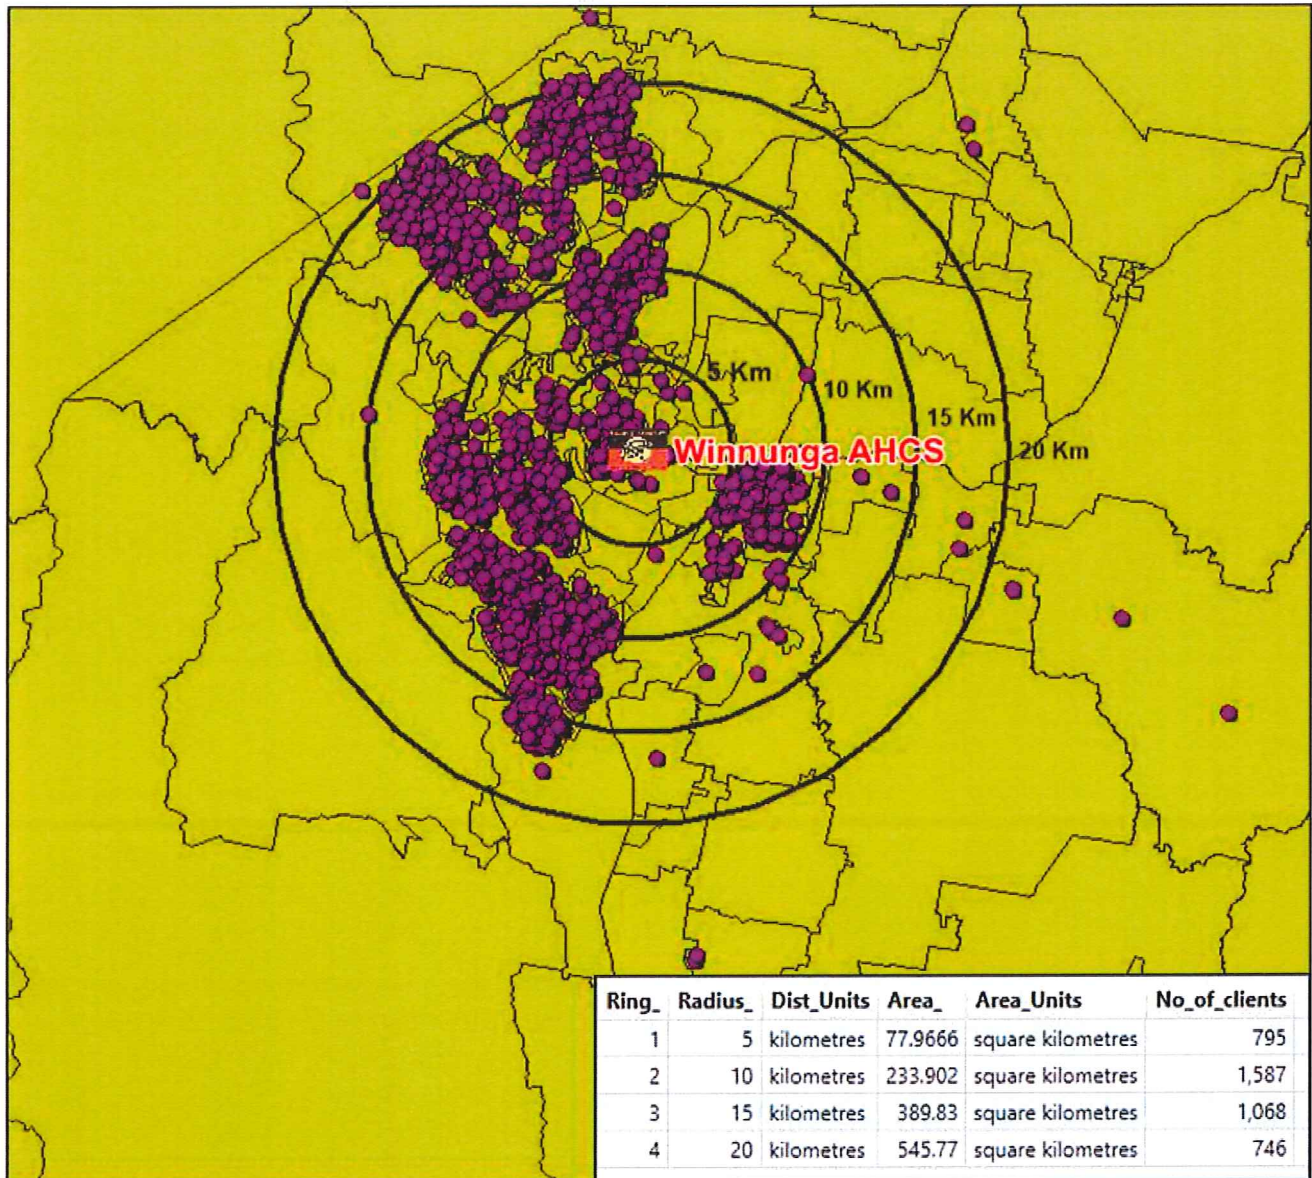 5 Km
10 Km
15 Km
20 Km
Winnunga AHCS
Ring_ Radius_ Dist_Units Area_ Area_Units No_of_clients
1 5 kilometres 77.9666 square kilometres 795
2 10 kilometres 233.902 square kilometres 1,587
3 15 kilometres 389.83 square kilometres 1,068
4 20 kilometres 545.77 square kilometres 746